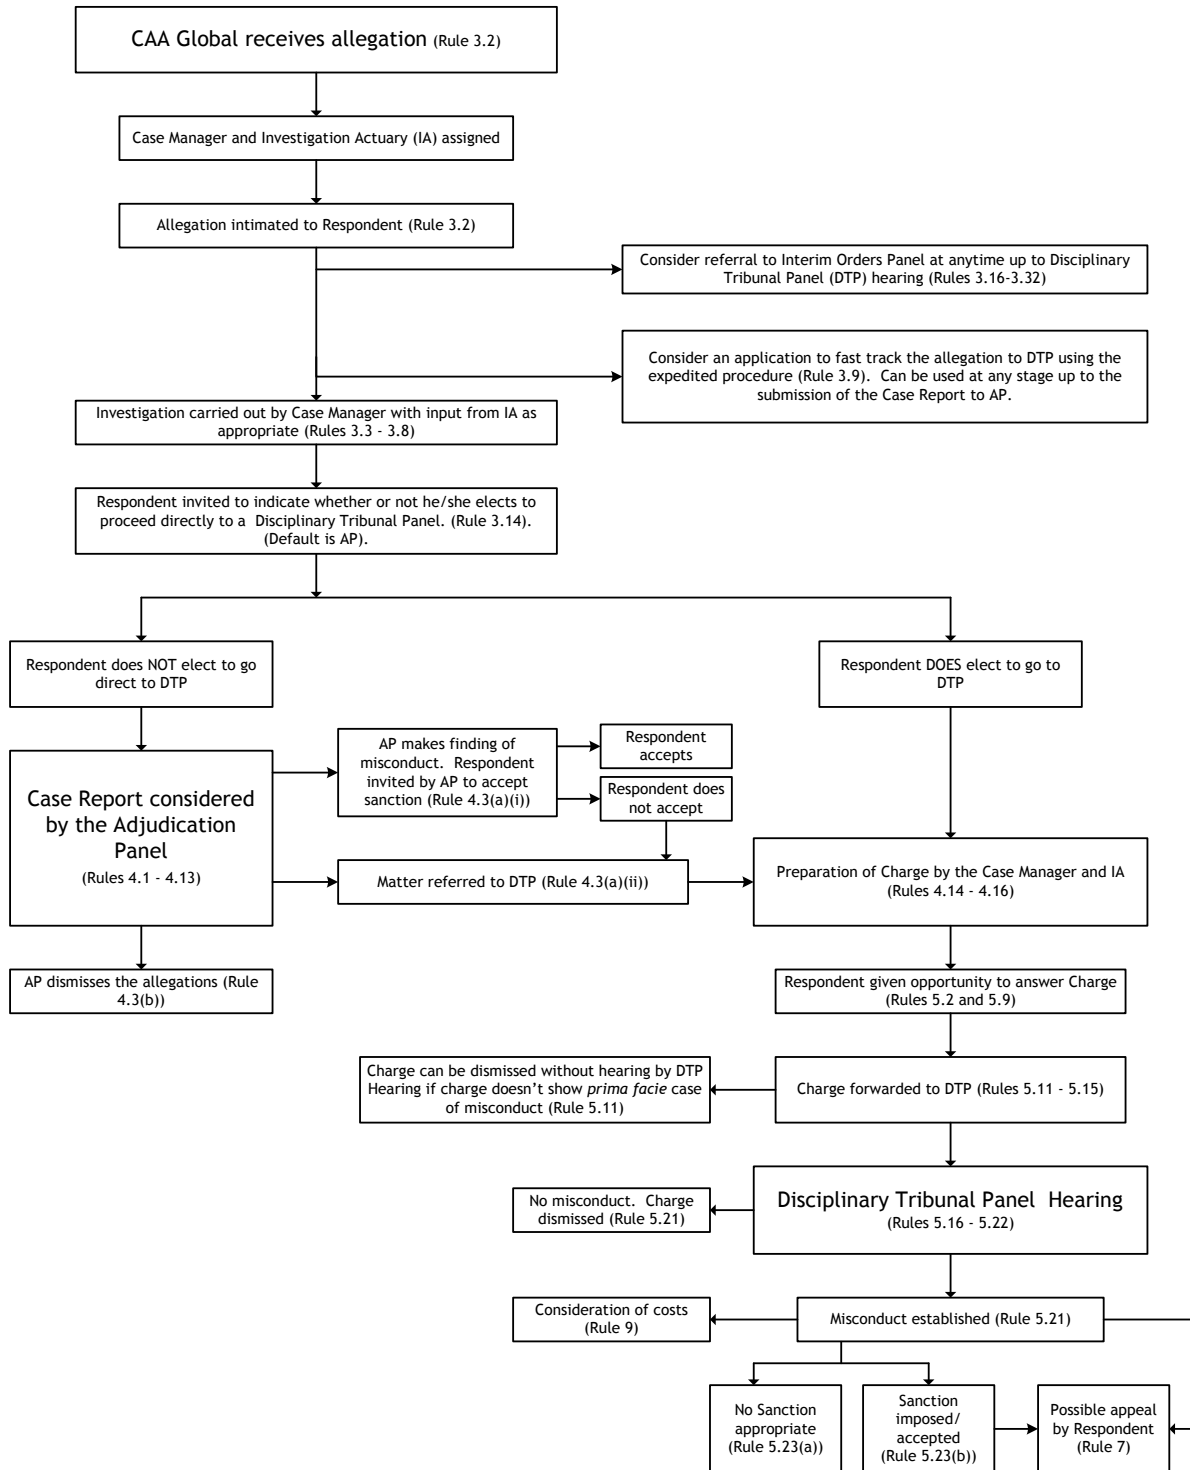 CAA Global receives allegation (Rule 3.2)
Case Manager and Investigation Actuary (IA) assigned
Allegation intimated to Respondent (Rule 3.2)
Consider referral to Interim Orders Panel at anytime up to Disciplinary
Tribunal Panel (DTP) hearing (Rules 3.16-3.32)
Consider an application to fast track the allegation to DTP using the
expedited procedure (Rule 3.9).  Can be used at any stage up to the
submission of the Case Report to AP.
Investigation carried out by Case Manager with input from IA as
appropriate (Rules 3.3 - 3.8)
Respondent invited to indicate whether or not he/she elects to
proceed directly to a  Disciplinary Tribunal Panel. (Rule 3.14).
(Default is AP).
Respondent does NOT elect to go
direct to DTP
Respondent DOES elect to go to
DTP
Case Report considered
by the Adjudication
Panel
(Rules 4.1 - 4.13)
AP makes finding of
misconduct.  Respondent
invited by AP to accept
sanction (Rule 4.3(a)(i))
Respondent
accepts
Respondent does
not accept
Matter referred to DTP (Rule 4.3(a)(ii))
Preparation of Charge by the Case Manager and IA
(Rules 4.14 - 4.16)
AP dismisses the allegations (Rule
4.3(b))
Respondent given opportunity to answer Charge
(Rules 5.2 and 5.9)
Charge can be dismissed without hearing by DTP
Hearing if charge doesn't show prima facie case
of misconduct (Rule 5.11)
Charge forwarded to DTP (Rules 5.11 - 5.15)
No misconduct.  Charge
dismissed (Rule 5.21)
Disciplinary Tribunal Panel  Hearing
(Rules 5.16 - 5.22)
Consideration of costs
(Rule 9)
Misconduct established (Rule 5.21)
No Sanction
appropriate
(Rule 5.23(a))
Sanction
imposed/
accepted
(Rule 5.23(b))
Possible appeal
by Respondent
(Rule 7)